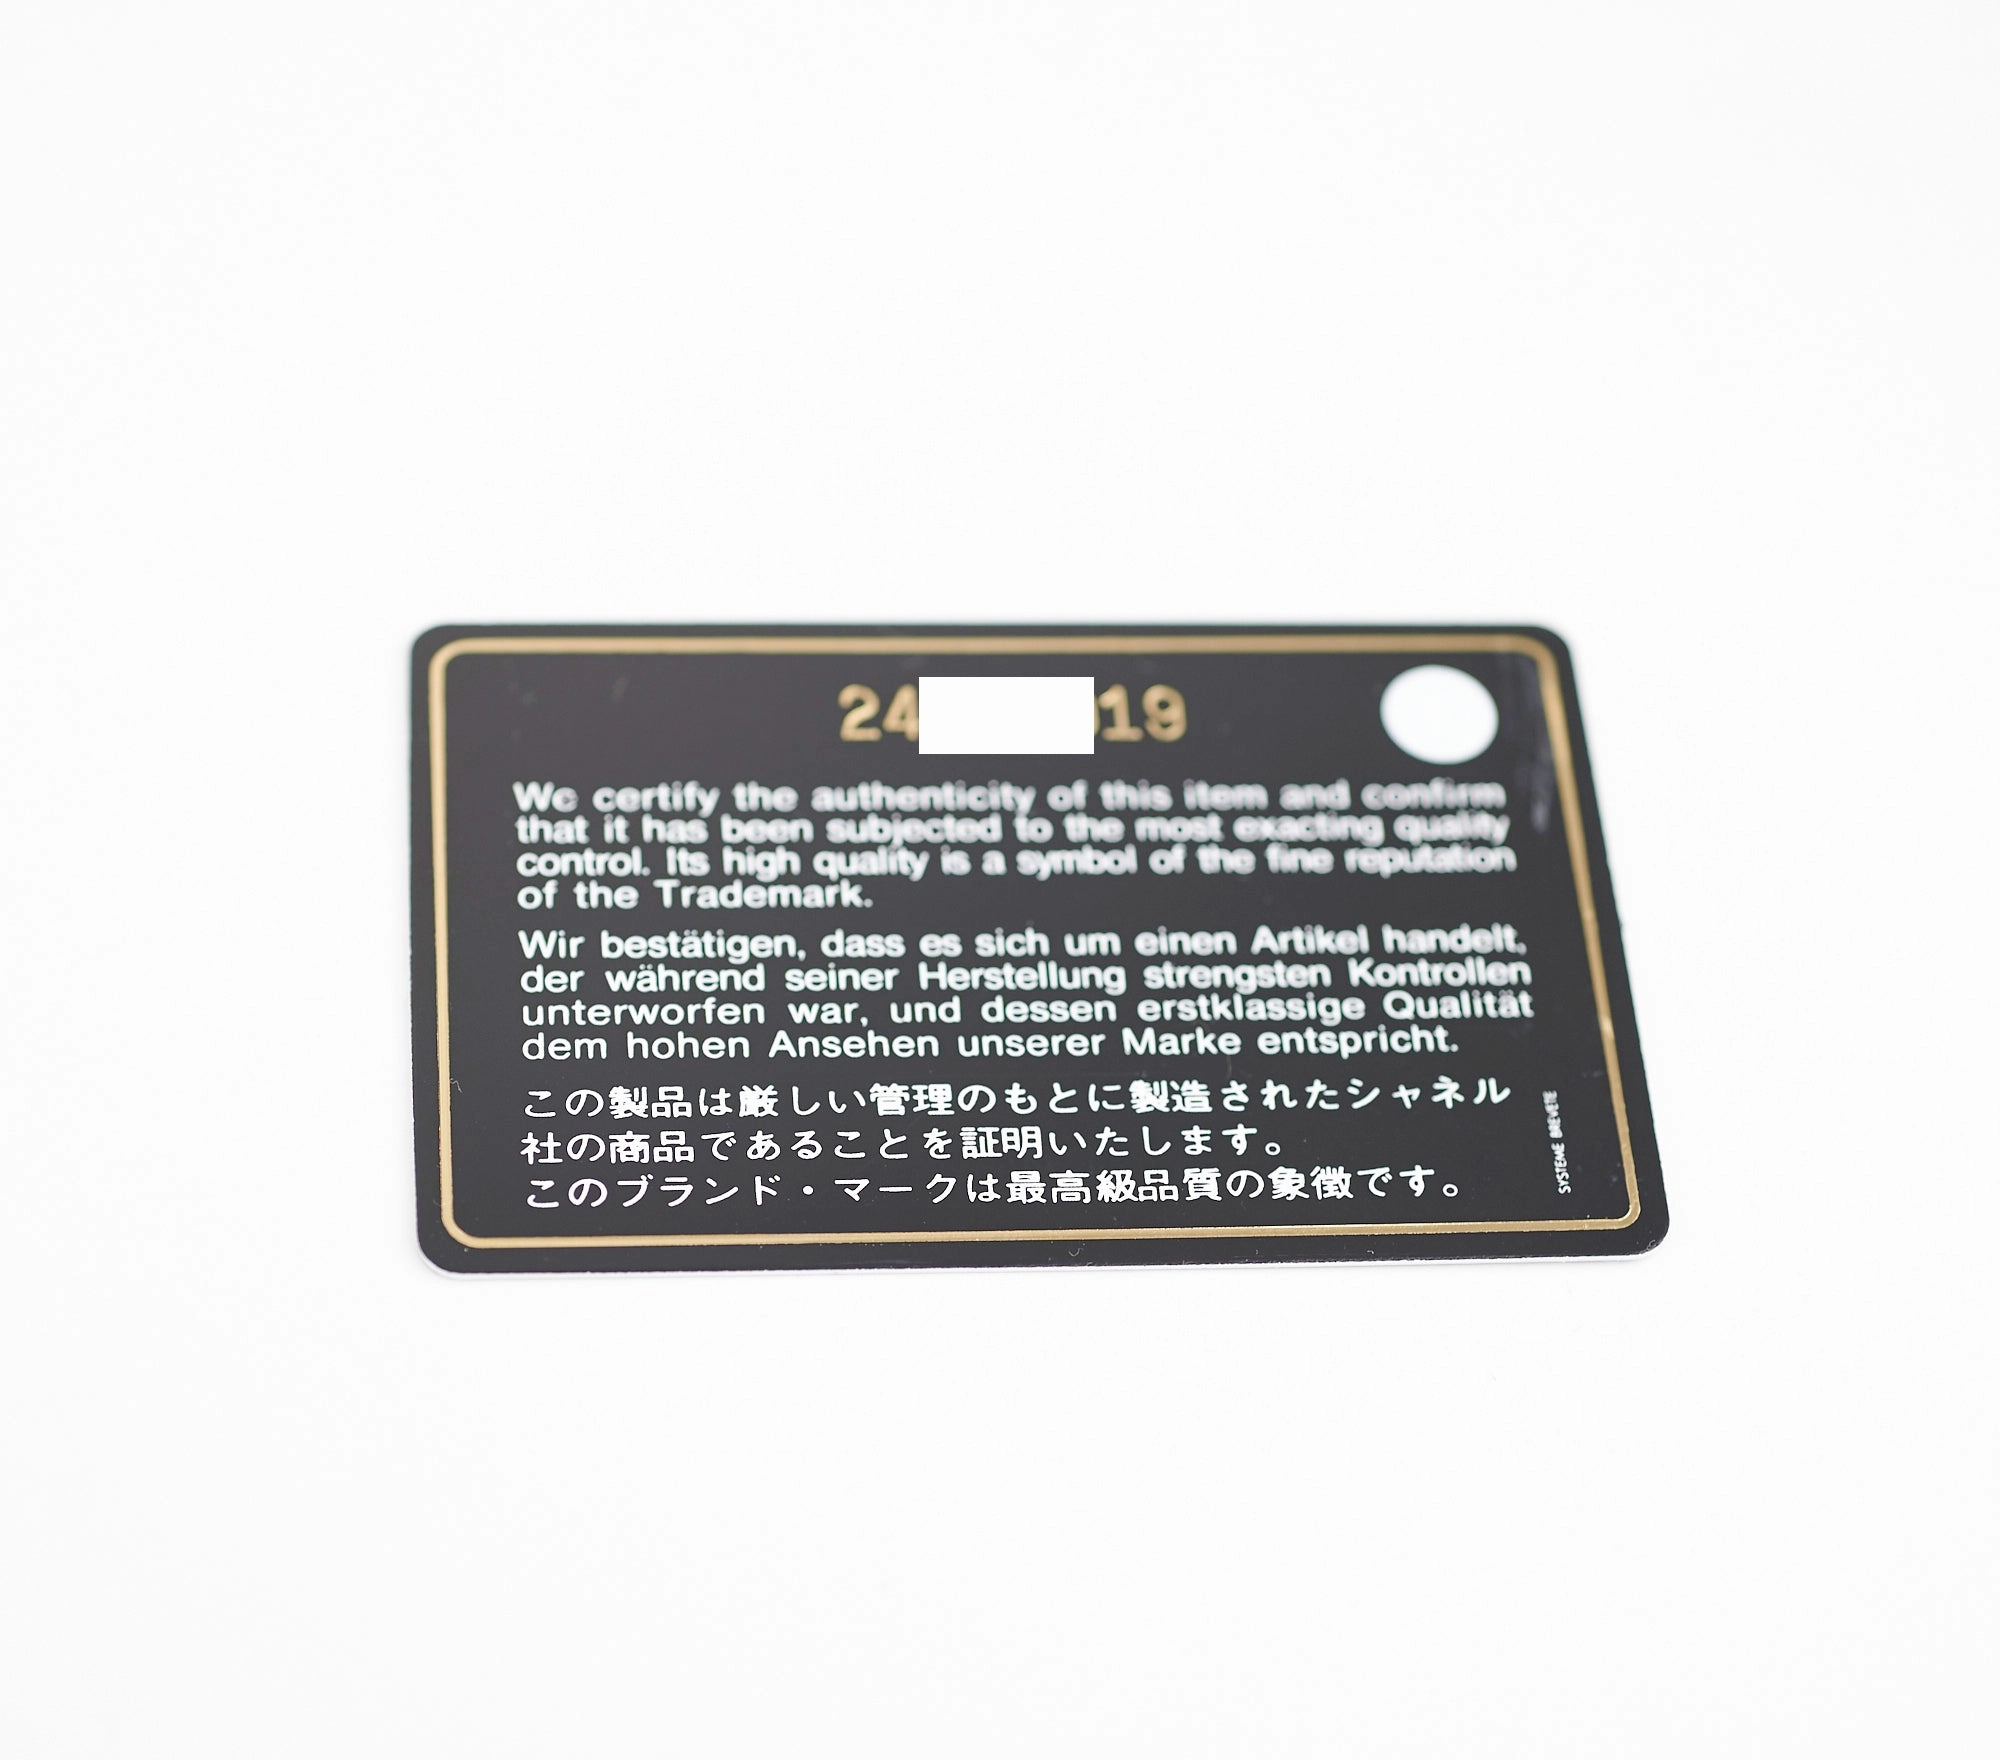 24 19
We certify the authenticity of this item and confirm
that it has been subjected to the most exacting quality
control. Its high quality is a symbol of the fine reputation
of the Trademark.
Wir bestätigen, dass es sich um einen Artikel handelt,
der während seiner Herstellung strengsten Kontrollen
unterworfen war, und dessen erstklassige Qualität
dem hohen Ansehen unserer Marke entspricht.
この製品は厳しい管理のもとに製造されたシャネル
社の商品であることを証明いたします。
このブランド・マークは最高級品質の象徴です。
SYSTEME BREVETE